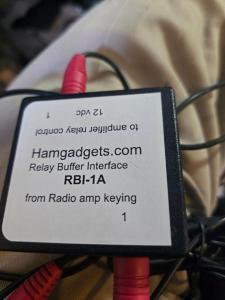 12 vdc 1
to amplifier relay control
Hamgadgets.com
Relay Buffer Interface
RBI-1A
from Radio amp keying
1